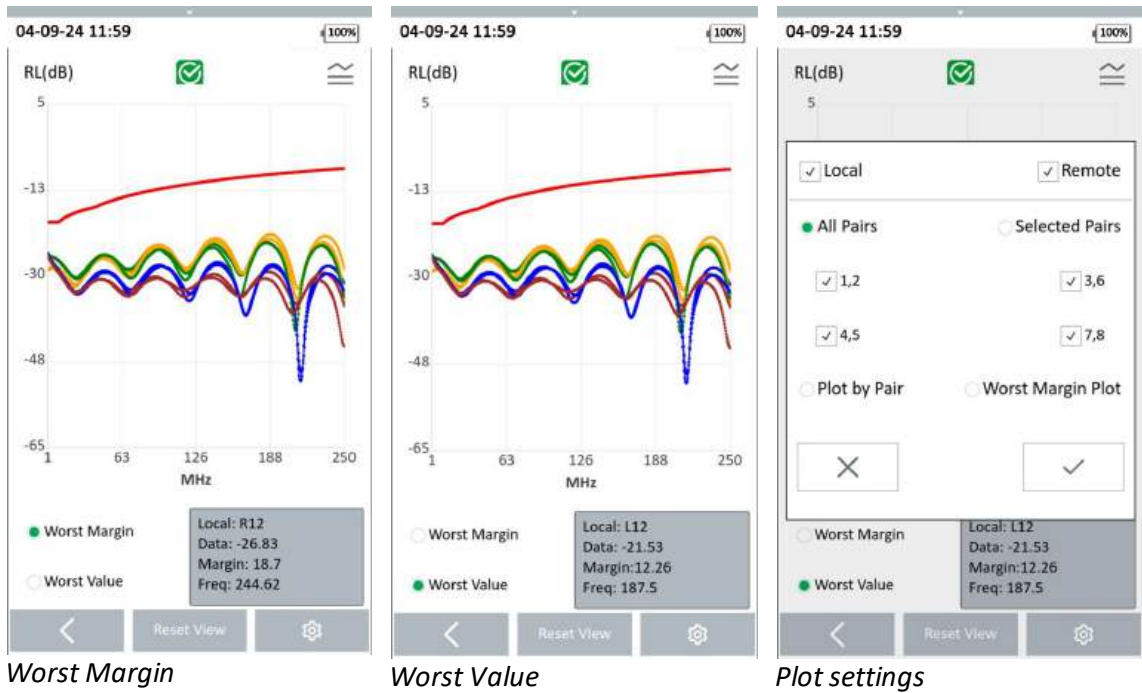 04-09-24 11:59
100%
RL(dB)
5
-13
-30
-48
-65
1 63 126 188 250
MHz
Worst Margin
Worst Value
Local: R12
Data: -26.83
Margin: 18.7
Freq: 244.62
Reset View
Worst Margin
04-09-24 11:59
100%
RL(dB)
5
-13
-30
-48
-65
1 63 126 188 250
MHz
Worst Margin
Worst Value
Local: L12
Data: -21.53
Margin:12.26
Freq: 187.5
Reset View
Worst Value
04-09-24 11:59
100%
RL(dB)
5
Local Remote
All Pairs Selected Pairs
1,2 3,6
4,5 7,8
Plot by Pair Worst Margin Plot
Worst Margin
Worst Value
Local: L12
Data: -21.53
Margin:12.26
Freq: 187.5
Reset View
Plot settings